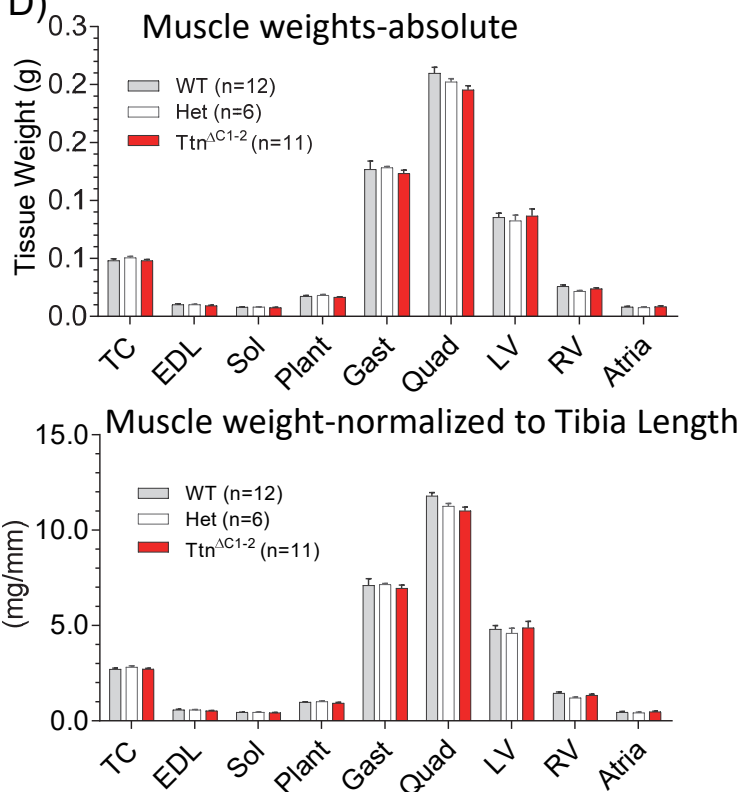 D)
Muscle weights-absolute
Tissue Weight (g)
0.3
0.2
0.2
0.1
0.1
0.0
WT (n=12)
Het (n=6)
TtnΔC1-2 (n=11)
TC EDL Sol Plant Gast Quad LV RV Atria
Muscle weight-normalized to Tibia Length
(mg/mm)
15.0
10.0
5.0
0.0
WT (n=12)
Het (n=6)
TtnΔC1-2 (n=11)
TC EDL Sol Plant Gast Quad LV RV Atria